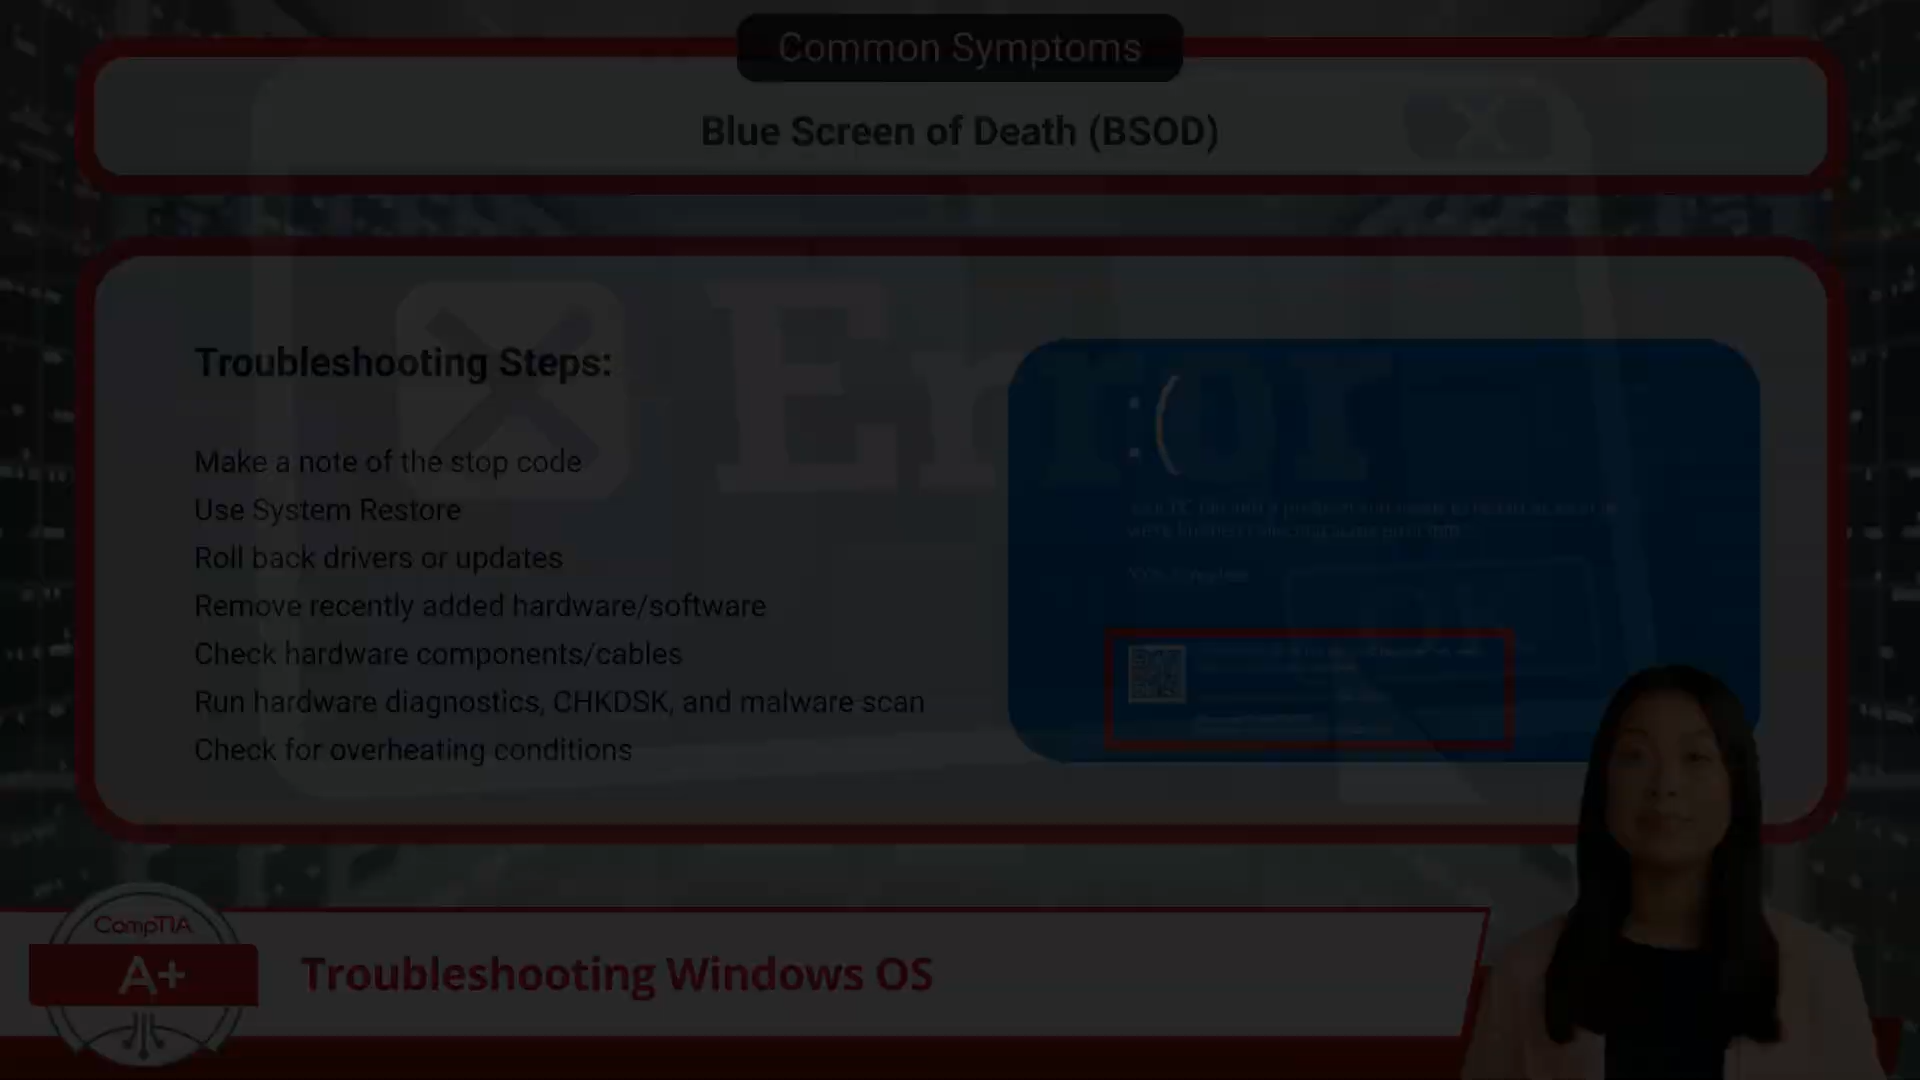 Common Symptoms
Blue Screen of Death (BSOD)
Error
Troubleshooting Steps:
Make a note of the stop code
Use System Restore
Roll back drivers or updates
Remove recently added hardware/software
Check hardware components/cables
Run hardware diagnostics, CHKDSK, and malware scan
Check for overheating conditions
:(
CompTIA
A+
Troubleshooting Windows OS